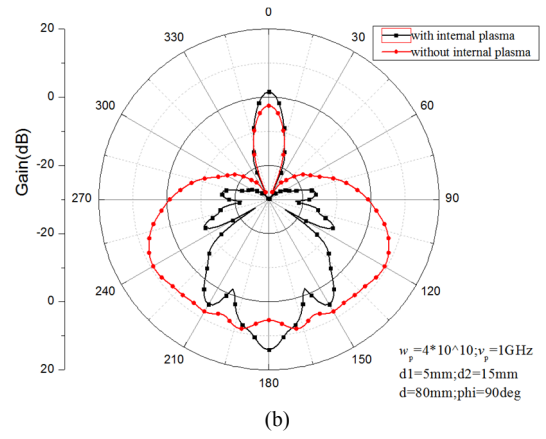 0
30
60
90
120
150
180
210
240
270
300
330
20
0
-20
-20
0
20
Gain(dB)
with internal plasma
without internal plasma
wp=4*10^10;νp=1GHz
d1=5mm;d2=15mm
d=80mm;phi=90deg
(b)